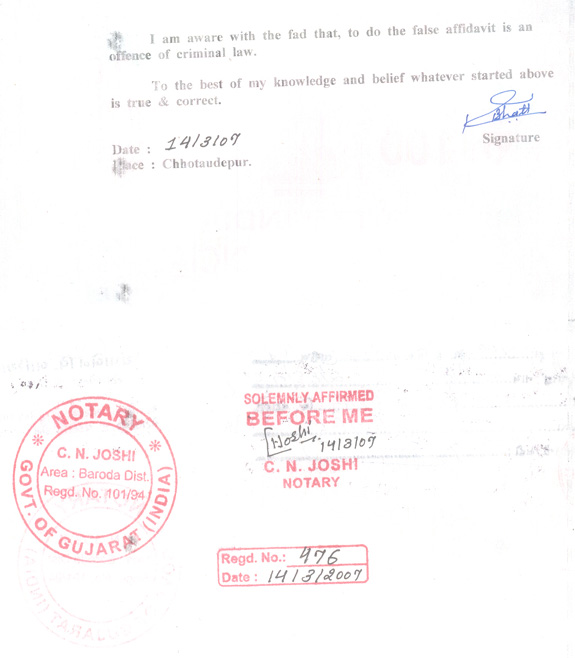 I am aware with the fad that, to do the false affidavit is an
offence of criminal law.
To the best of my knowledge and belief whatever started above
is true & correct.
Date : 14/3/07
Place : Chhotaudepur.
Signature
SOLEMNLY AFFIRMED
BEFORE ME
14/3/07
C. N. JOSHI
NOTARY
NOTARY
C. N. JOSHI
Area : Baroda Dist.
Regd. No. 101/94
GOVT. OF GUJARAT (INDIA)
Regd. No.: 476
Date : 14/3/2007